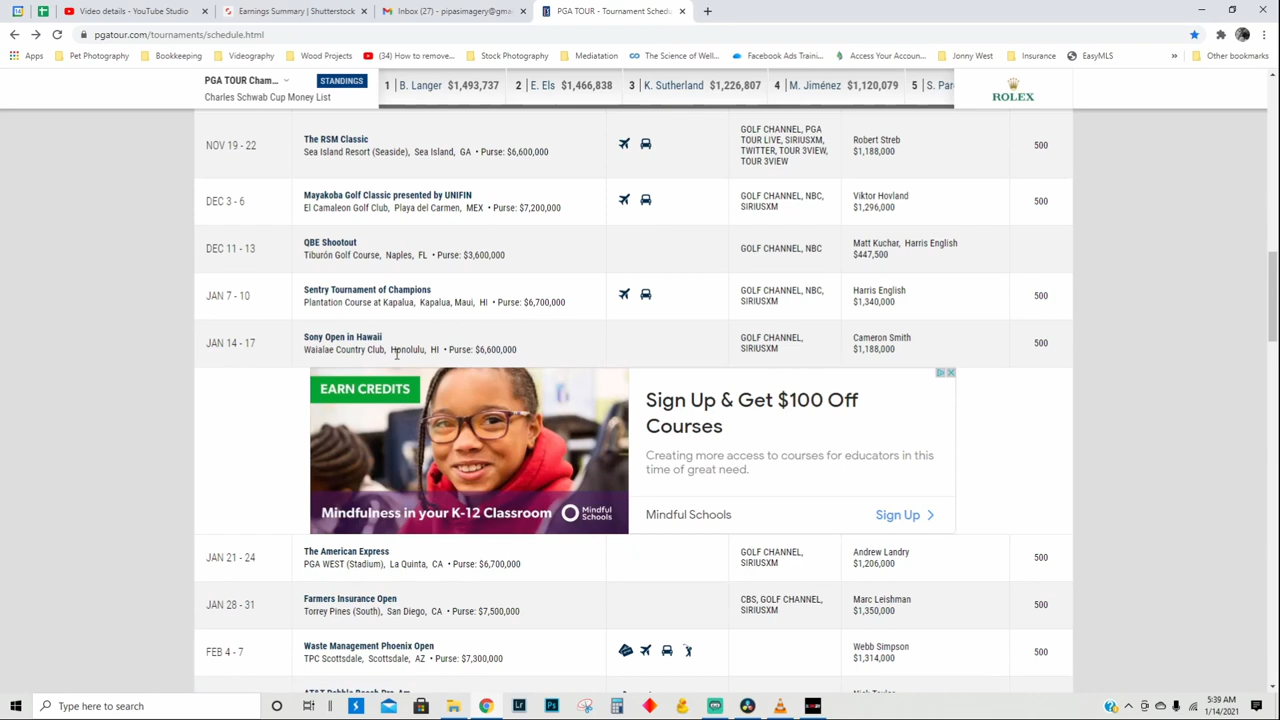 Video details - YouTube Studio
Earnings Summary | Shutterstock
Inbox (27) - pipasimagery@gma
PGA TOUR - Tournament Schedu
pgatour.com/tournaments/schedule.html
Apps
Pet Photography
Bookkeeping
Videography
Wood Projects
(34) How to remove...
Stock Photography
Mediatation
The Science of Well...
Facebook Ads Traini...
Access Your Accoun...
Jonny West
Insurance
EasyMLS
»
Other bookmarks
PGA TOUR Cham...
STANDINGS
Charles Schwab Cup Money List
1 | B. Langer $1,493,737
2 | E. Els $1,466,838
3 | K. Sutherland $1,226,807
4 | M. Jiménez $1,120,079
5 | S. Par
ROLEX
NOV 19 - 22
The RSM Classic
Sea Island Resort (Seaside), Sea Island, GA • Purse: $6,600,000
GOLF CHANNEL, PGA
TOUR LIVE, SIRIUSXM,
TWITTER, TOUR 3VIEW,
TOUR 3VIEW
Robert Streb
$1,188,000
500
DEC 3 - 6
Mayakoba Golf Classic presented by UNIFIN
El Camaleon Golf Club, Playa del Carmen, MEX • Purse: $7,200,000
GOLF CHANNEL, NBC,
SIRIUSXM
Viktor Hovland
$1,296,000
500
DEC 11 - 13
QBE Shootout
Tiburón Golf Course, Naples, FL • Purse: $3,600,000
GOLF CHANNEL, NBC
Matt Kuchar, Harris English
$447,500
JAN 7 - 10
Sentry Tournament of Champions
Plantation Course at Kapalua, Kapalua, Maui, HI • Purse: $6,700,000
GOLF CHANNEL, NBC,
SIRIUSXM
Harris English
$1,340,000
500
JAN 14 - 17
Sony Open in Hawaii
Waialae Country Club, Honolulu, HI • Purse: $6,600,000
GOLF CHANNEL,
SIRIUSXM
Cameron Smith
$1,188,000
500
EARN CREDITS
Mindfulness in your K-12 Classroom
Mindful
Schools
Sign Up & Get $100 Off
Courses
Creating more access to courses for educators in this
time of great need.
Mindful Schools
Sign Up
JAN 21 - 24
The American Express
PGA WEST (Stadium), La Quinta, CA • Purse: $6,700,000
GOLF CHANNEL,
SIRIUSXM
Andrew Landry
$1,206,000
500
JAN 28 - 31
Farmers Insurance Open
Torrey Pines (South), San Diego, CA • Purse: $7,500,000
CBS, GOLF CHANNEL,
SIRIUSXM
Marc Leishman
$1,350,000
500
FEB 4 - 7
Waste Management Phoenix Open
TPC Scottsdale, Scottsdale, AZ • Purse: $7,300,000
Webb Simpson
$1,314,000
500
Type here to search
5:39 AM
1/14/2021